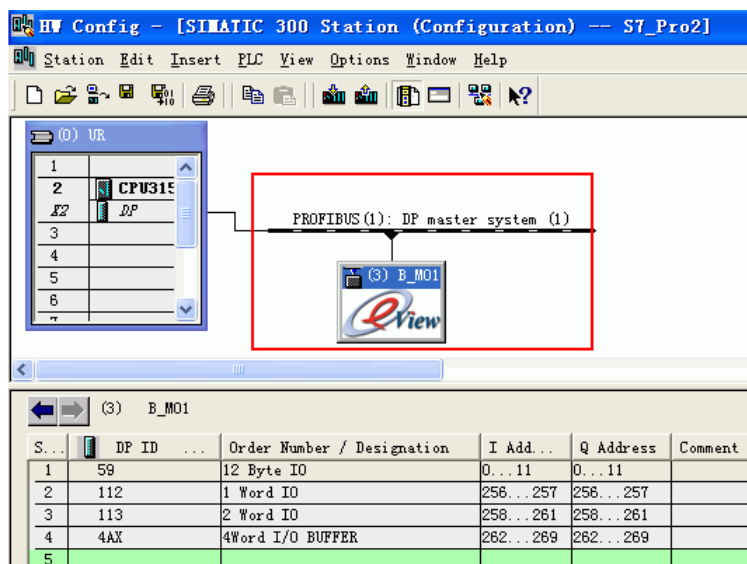 HW Config - [SIMATIC 300 Station (Configuration) -- S7_Pro2]
Station Edit Insert PLC View Options Window Help
(0) UR
1
2 CPU315
X2 DP
3
4
5
6
PROFIBUS(1): DP master system (1)
(3) B_MO1
eView
(3) B_MO1
S... DP ID ... Order Number / Designation I Add... Q Address Comment
1 59 12 Byte IO 0...11 0...11
2 112 1 Word IO 256...257 256...257
3 113 2 Word IO 258...261 258...261
4 4AX 4Word I/O BUFFER 262...269 262...269
5